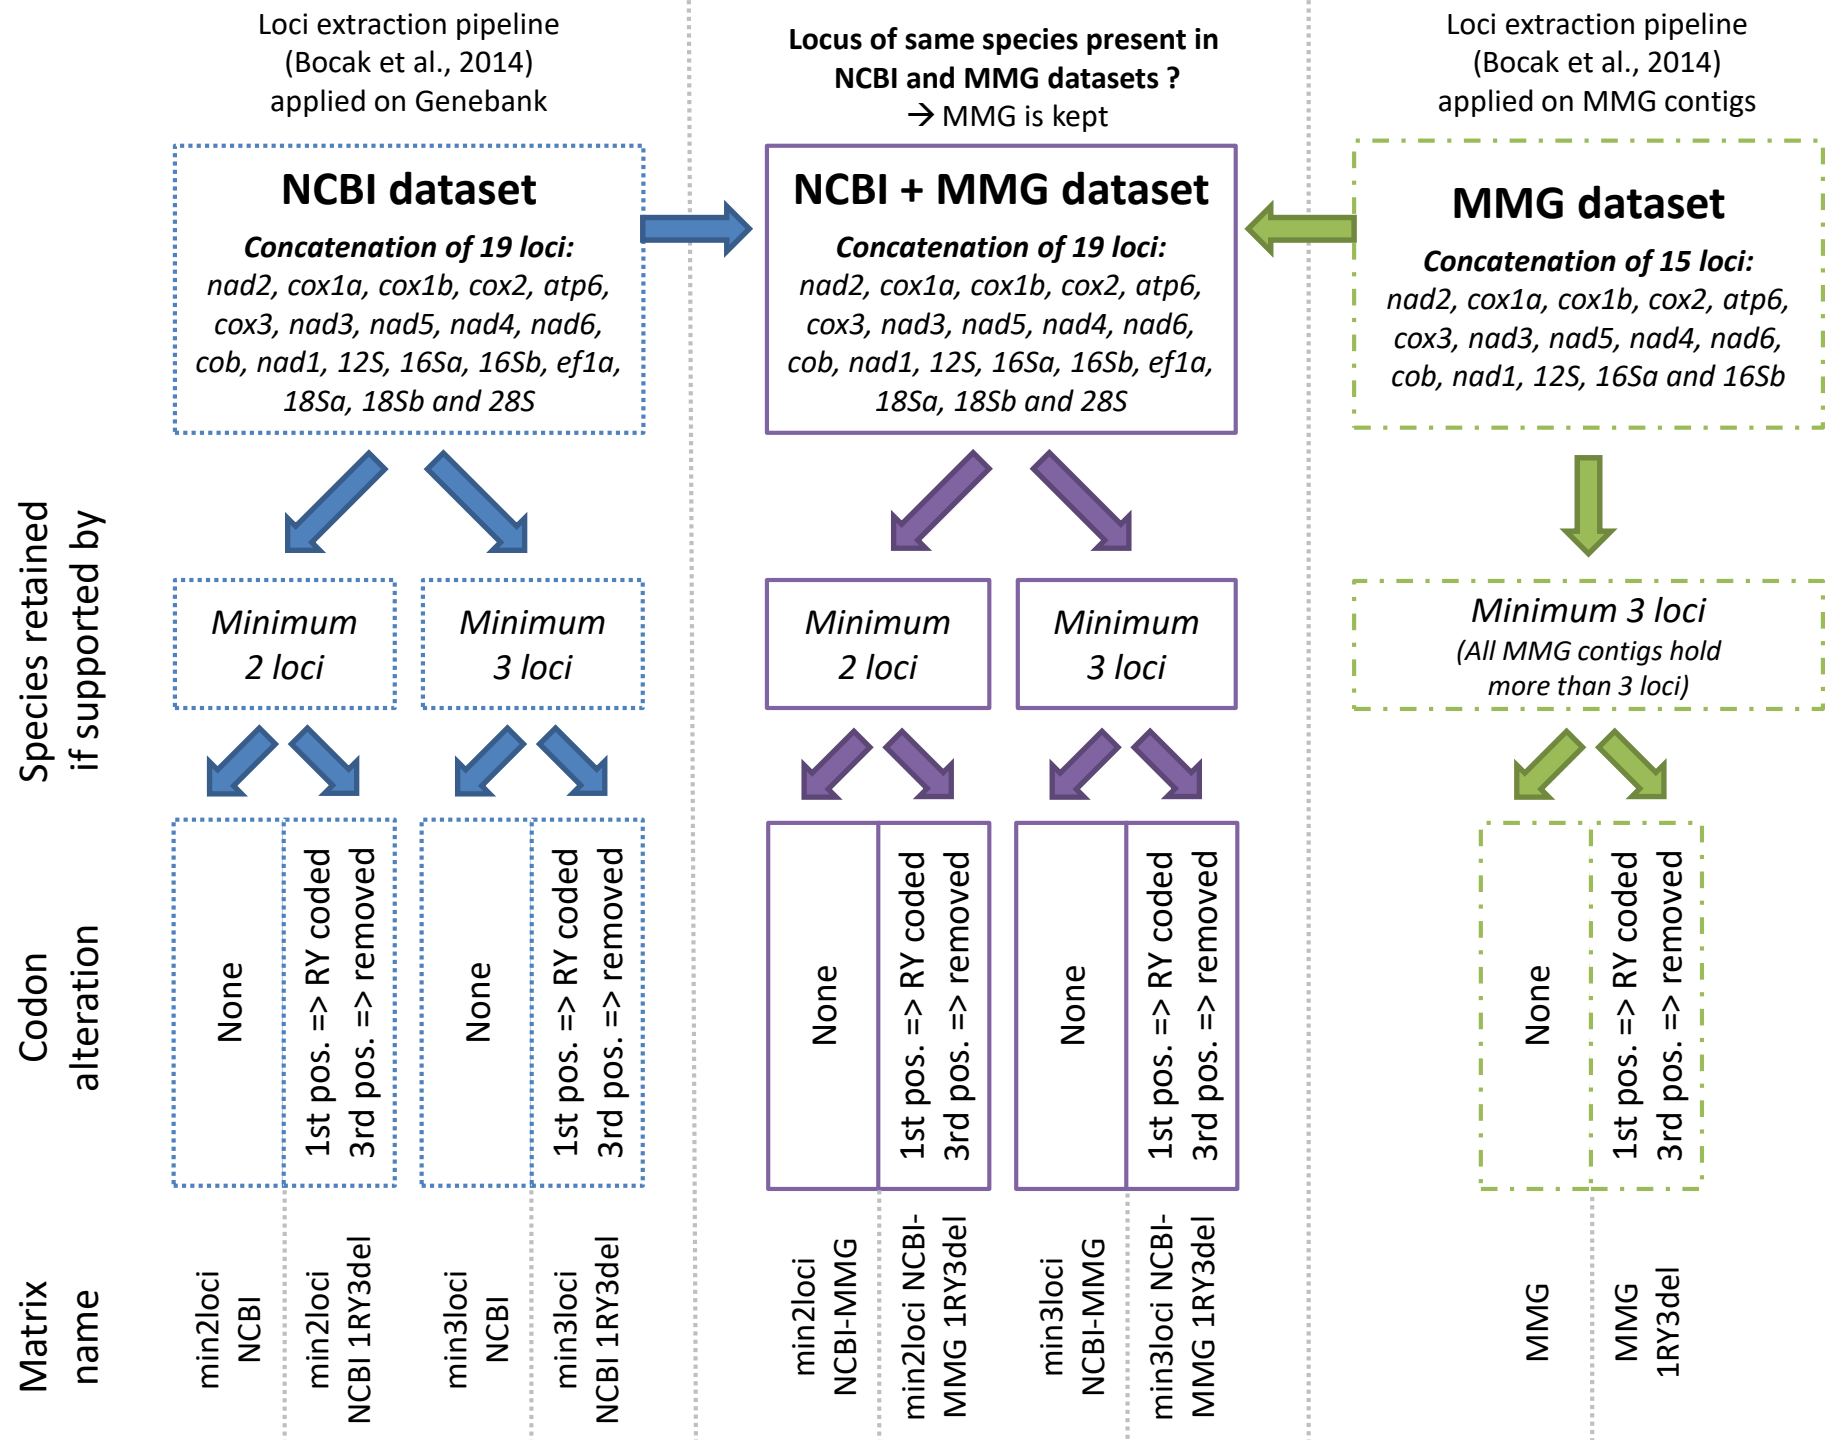 Loci extraction pipeline
(Bocak et al., 2014)
applied on Genebank
Locus of same species present in
NCBI and MMG datasets ?
→ MMG is kept
Loci extraction pipeline
(Bocak et al., 2014)
applied on MMG contigs
NCBI dataset
Concatenation of 19 loci:
nad2, cox1a, cox1b, cox2, atp6,
cox3, nad3, nad5, nad4, nad6,
cob, nad1, 12S, 16Sa, 16Sb, ef1a,
18Sa, 18Sb and 28S
NCBI + MMG dataset
Concatenation of 19 loci:
nad2, cox1a, cox1b, cox2, atp6,
cox3, nad3, nad5, nad4, nad6,
cob, nad1, 12S, 16Sa, 16Sb, ef1a,
18Sa, 18Sb and 28S
MMG dataset
Concatenation of 15 loci:
nad2, cox1a, cox1b, cox2, atp6,
cox3, nad3, nad5, nad4, nad6,
cob, nad1, 12S, 16Sa and 16Sb
Species retained
if supported by
Minimum
2 loci
Minimum
3 loci
Minimum
2 loci
Minimum
3 loci
Minimum 3 loci
(All MMG contigs hold
more than 3 loci)
Codon
alteration
None
1st pos. => RY coded
3rd pos. => removed
None
1st pos. => RY coded
3rd pos. => removed
None
1st pos. => RY coded
3rd pos. => removed
None
1st pos. => RY coded
3rd pos. => removed
None
1st pos. => RY coded
3rd pos. => removed
Matrix
name
min2loci
NCBI
min2loci
NCBI 1RY3del
min3loci
NCBI
min3loci
NCBI 1RY3del
min2loci
NCBI-MMG
min2loci NCBI-
MMG 1RY3del
min3loci
NCBI-MMG
min3loci NCBI-
MMG 1RY3del
MMG
MMG
1RY3del